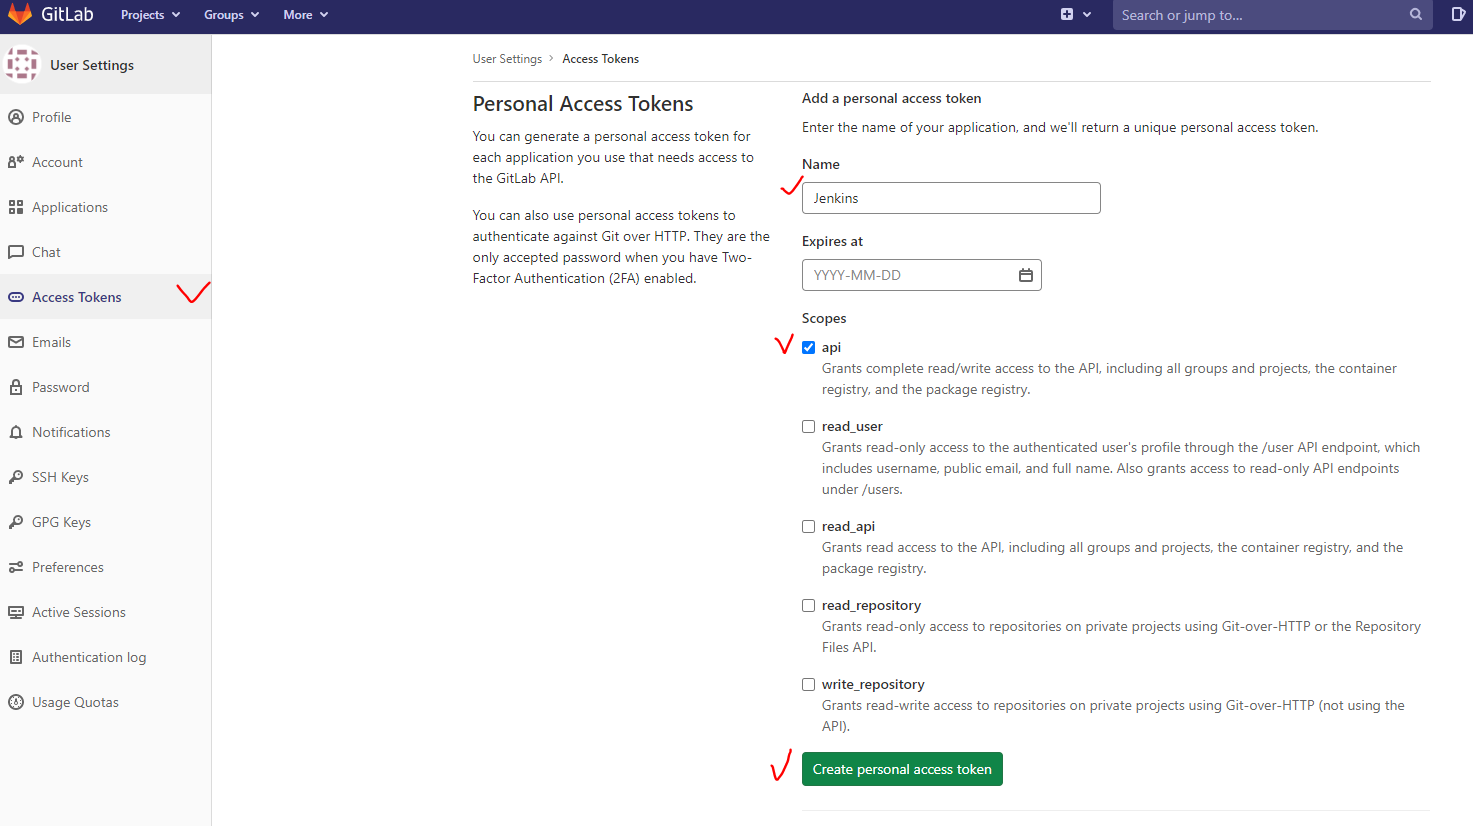 GitLab
Projects
Groups
More
Search or jump to...
User Settings
Profile
Account
Applications
Chat
Access Tokens
Emails
Password
Notifications
SSH Keys
GPG Keys
Preferences
Active Sessions
Authentication log
Usage Quotas
User Settings > Access Tokens
Personal Access Tokens
You can generate a personal access token for
each application you use that needs access to
the GitLab API.
You can also use personal access tokens to
authenticate against Git over HTTP. They are the
only accepted password when you have Two-
Factor Authentication (2FA) enabled.
Add a personal access token
Enter the name of your application, and we'll return a unique personal access token.
Name
Jenkins
Expires at
YYYY-MM-DD
Scopes
api
Grants complete read/write access to the API, including all groups and projects, the container
registry, and the package registry.
read_user
Grants read-only access to the authenticated user's profile through the /user API endpoint, which
includes username, public email, and full name. Also grants access to read-only API endpoints
under /users.
read_api
Grants read access to the API, including all groups and projects, the container registry, and the
package registry.
read_repository
Grants read-only access to repositories on private projects using Git-over-HTTP or the Repository
Files API.
write_repository
Grants read-write access to repositories on private projects using Git-over-HTTP (not using the
API).
Create personal access token